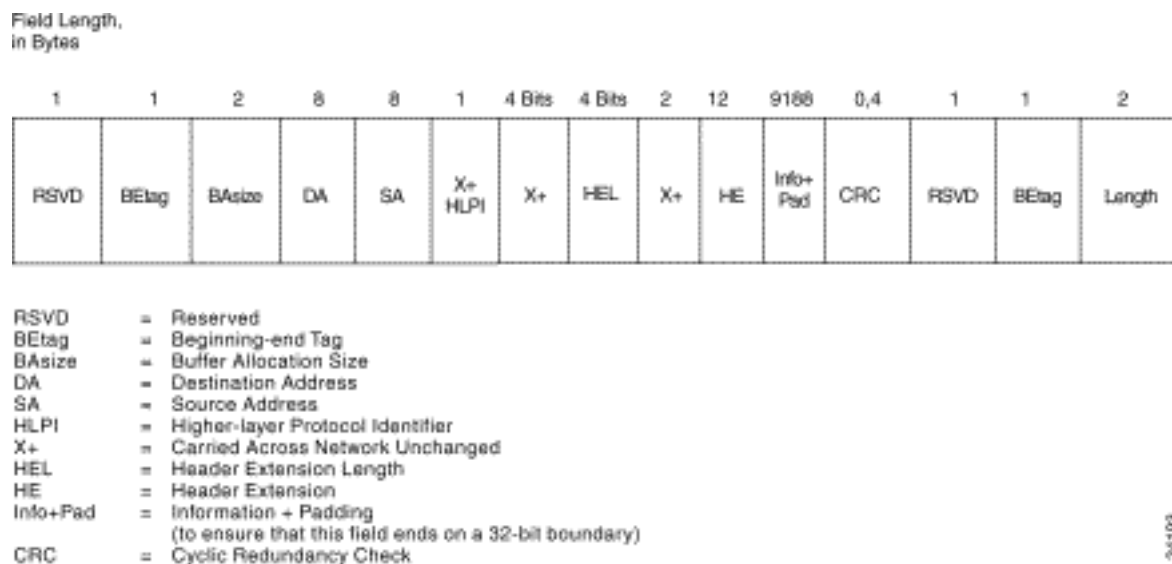 Field Length,
in Bytes
1 1 2 8 8 1 4 Bits 4 Bits 2 12 9188 0,4 1 1 2
RSVD BEtag BAsize DA SA X+ HLPI X+ HEL X+ HE Info+ Pad CRC RSVD BEtag Length
RSVD = Reserved
BEtag = Beginning-end Tag
BAsize = Buffer Allocation Size
DA = Destination Address
SA = Source Address
HLPI = Higher-layer Protocol Identifier
X+ = Carried Across Network Unchanged
HEL = Header Extension Length
HE = Header Extension
Info+Pad = Information + Padding
(to ensure that this field ends on a 32-bit boundary)
CRC = Cyclic Redundancy Check